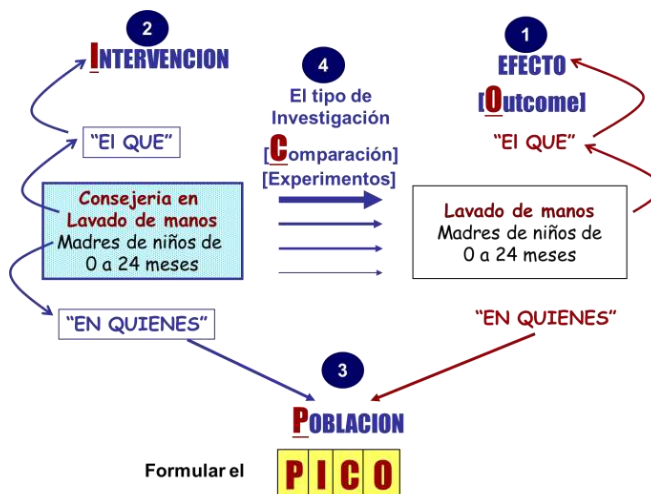 2
INTERVENCION
"El QUE"
Consejeria en
Lavado de manos
Madres de niños de
0 a 24 meses
"EN QUIENES"
4
El tipo de
Investigación
[Comparación]
[Experimentos]
1
EFECTO
[Outcome]
"El QUE"
Lavado de manos
Madres de niños de
0 a 24 meses
"EN QUIENES"
3
POBLACION
Formular el
P I C O